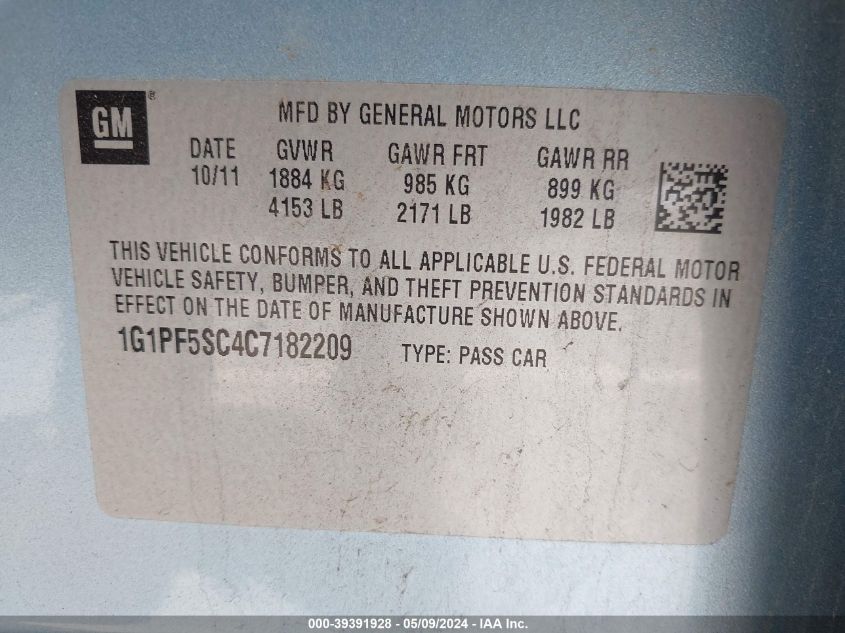 GM ®
MFD BY GENERAL MOTORS LLC
DATE GVWR GAWR FRT GAWR RR
10/11 1884 KG 985 KG 899 KG
4153 LB 2171 LB 1982 LB
THIS VEHICLE CONFORMS TO ALL APPLICABLE U.S. FEDERAL MOTOR
VEHICLE SAFETY, BUMPER, AND THEFT PREVENTION STANDARDS IN
EFFECT ON THE DATE OF MANUFACTURE SHOWN ABOVE.
1G1PF5SC4C7182209 TYPE: PASS CAR
000-39391928 - 05/09/2024 - IAA Inc.